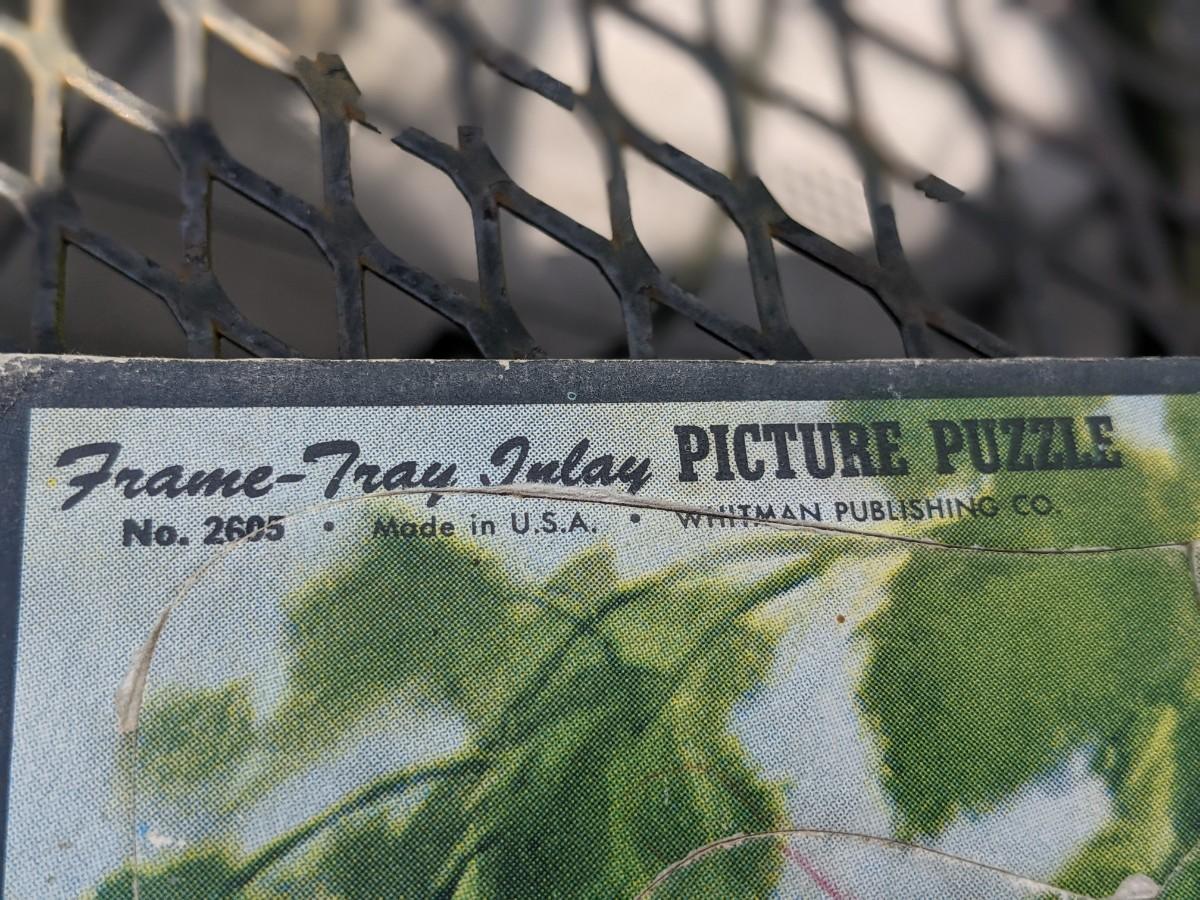 Frame-Tray Inlay PICTURE PUZZLE
No. 2605 • Made in U.S.A. • WHITMAN PUBLISHING CO.